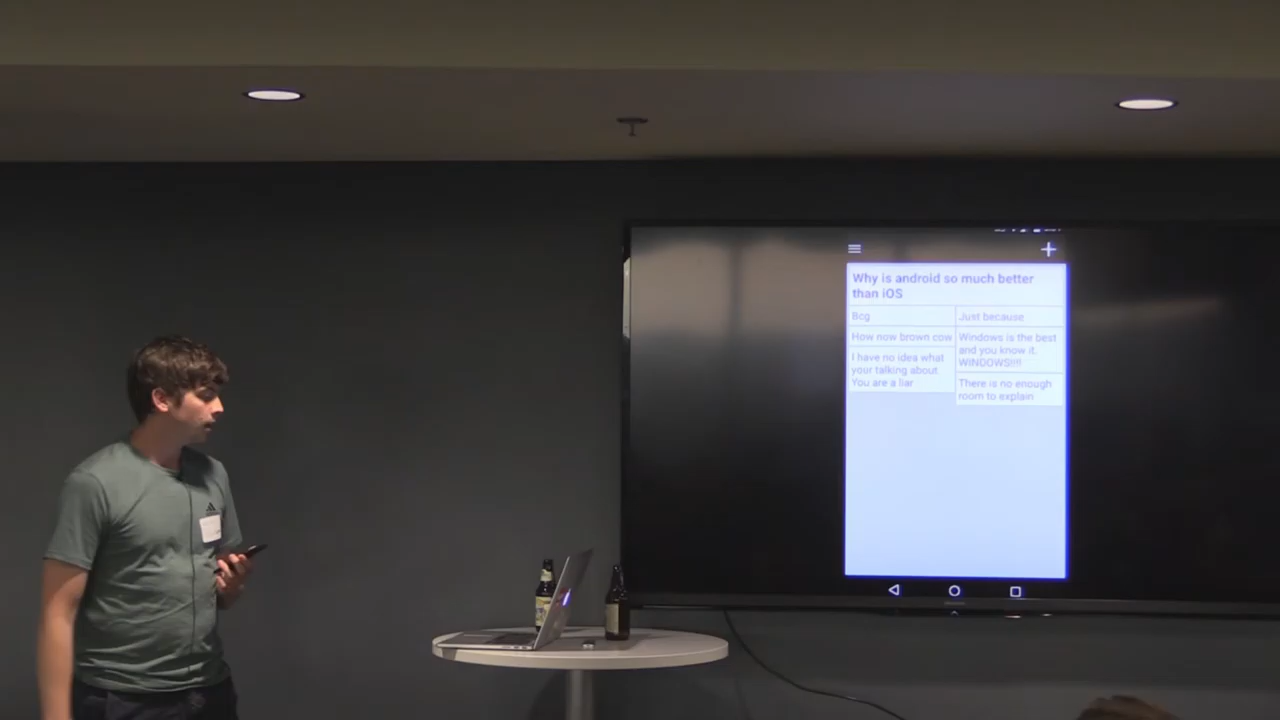 Why is android so much better
than iOS
8cg
Just because
How now brown cow
Windows is the best
and you know it.
WINDOWS!!!!
I have no idea what
your talking about.
You are a liar
There is no enough
room to explain